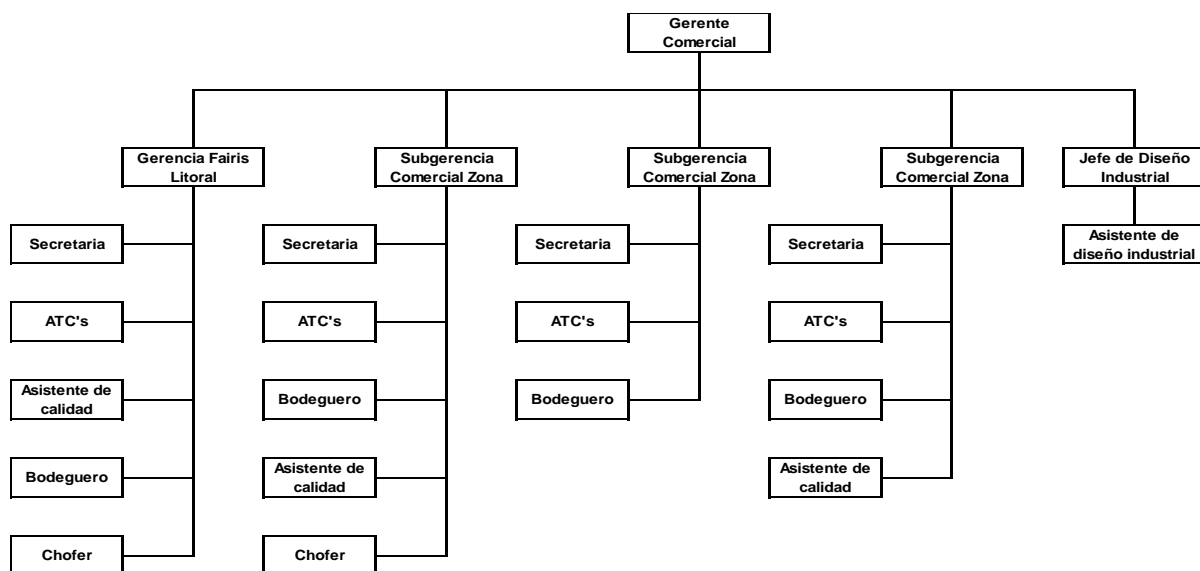 Gerente
Comercial
Gerencia Fairis
Litoral
Subgerencia
Comercial Zona
Subgerencia
Comercial Zona
Subgerencia
Comercial Zona
Jefe de Diseño
Industrial
Secretaria
Secretaria
Secretaria
Secretaria
Asistente de
diseño industrial
ATC's
ATC's
ATC's
ATC's
Asistente de
calidad
Bodeguero
Bodeguero
Bodeguero
Bodeguero
Asistente de
calidad
Asistente de
calidad
Chofer
Chofer